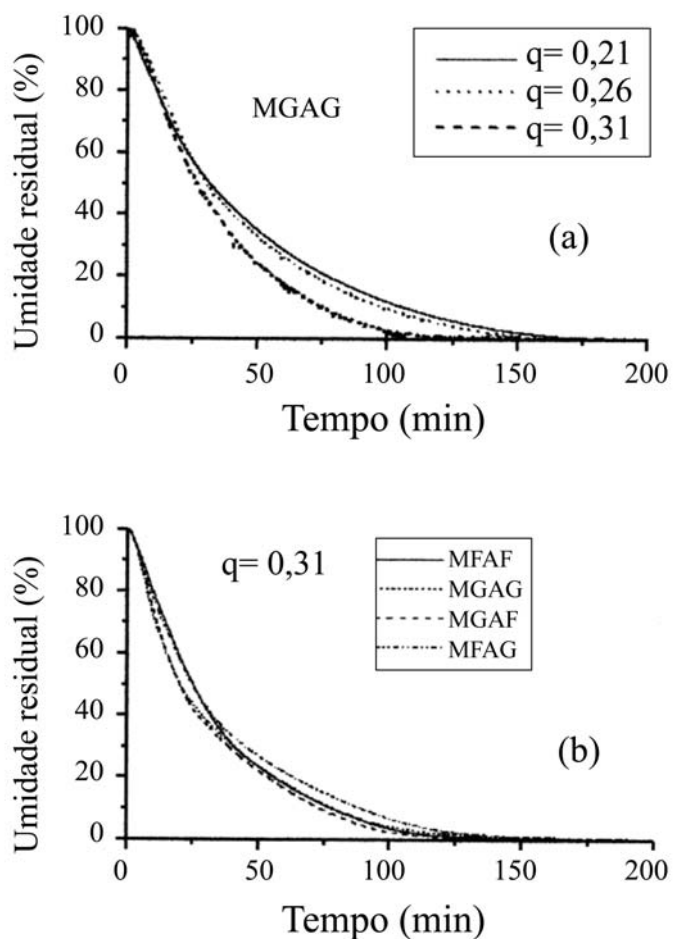 100
80
60
40
20
0
Umidade residual (%)
MGAG
q= 0,21
q= 0,26
q= 0,31
(a)
0
50
100
150
200
Tempo (min)
100
80
60
40
20
0
Umidade residual (%)
q= 0,31
MFAF
MGAG
MGAF
MFAG
(b)
0
50
100
150
200
Tempo (min)